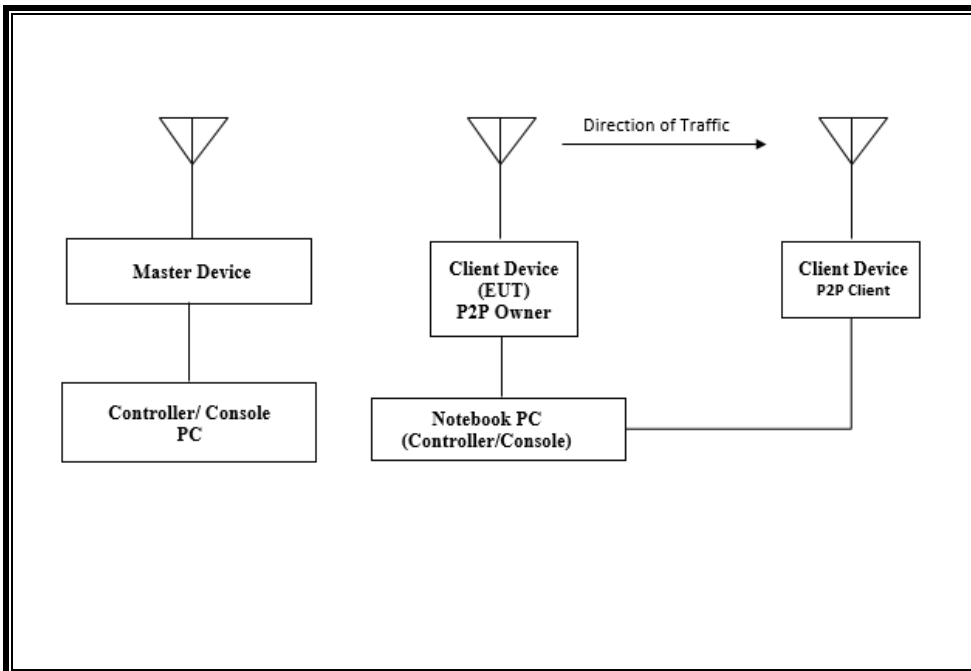 Direction of Traffic
Master Device
Client Device
(EUT)
P2P Owner
Client Device
P2P Client
Controller/ Console
PC
Notebook PC
(Controller/Console)